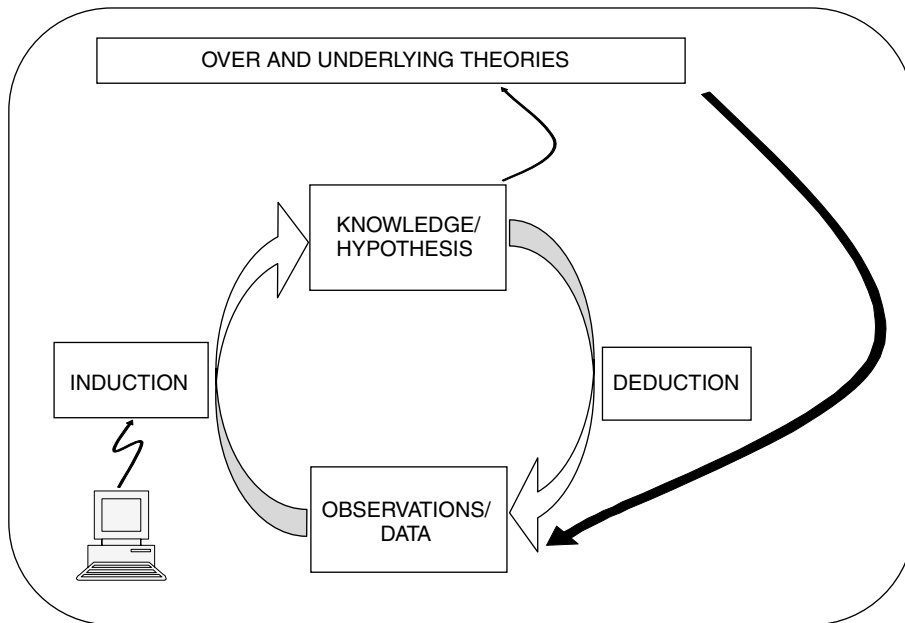 OVER AND UNDERLYING THEORIES
KNOWLEDGE/
HYPOTHESIS
INDUCTION
DEDUCTION
OBSERVATIONS/
DATA